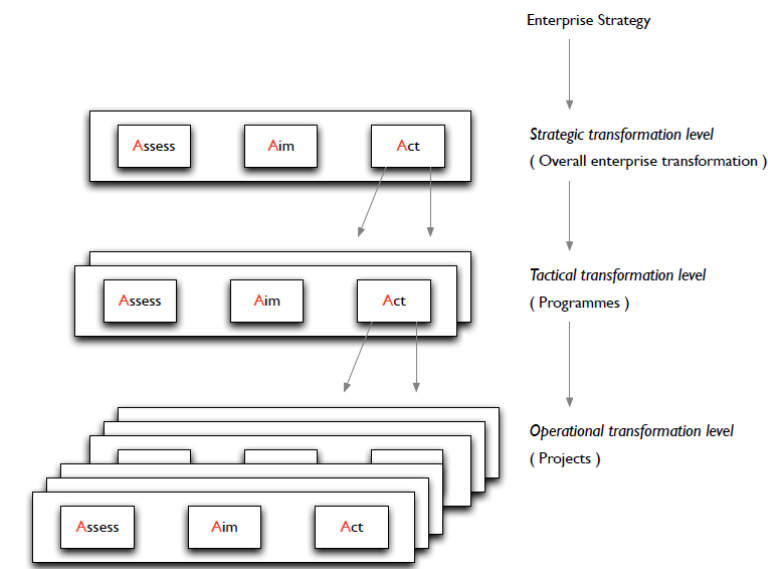 Enterprise Strategy
Assess Aim Act
Strategic transformation level
( Overall enterprise transformation )
Assess Aim Act
Tactical transformation level
( Programmes )
Operational transformation level
( Projects )
Assess Aim Act